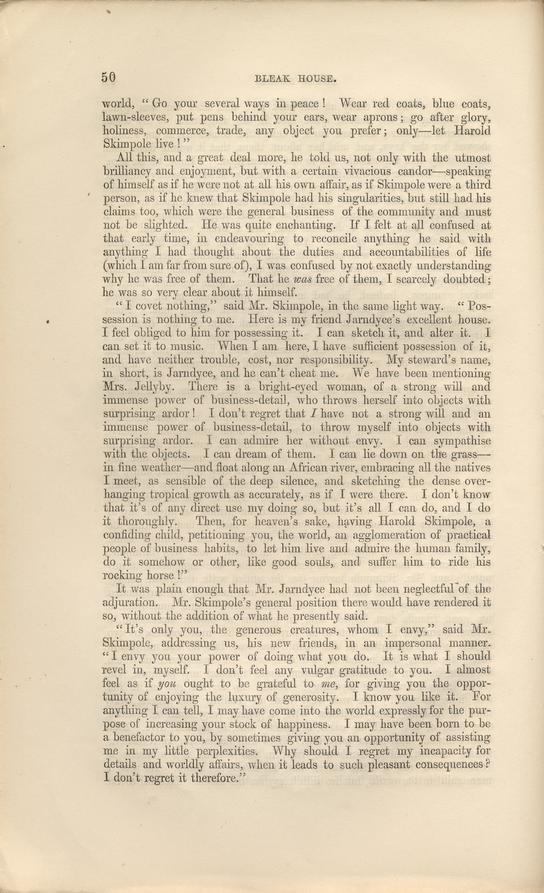 50 BLEAK HOUSE.
world, “ Go your several ways in peace ! Wear red coats, blue coats,
lawn-sleeves, put pens behind your ears, wear aprons ; go after glory,
holiness, commerce, trade, any object you prefer ; only—let Harold
Skimpole live ! ”
All this, and a great deal more, he told us, not only with the utmost
brilliancy and enjoyment, but with a certain vivacious candor—speaking
of himself as if he were not at all his own affair, as if Skimpole were a third
person, as if he knew that Skimpole had his singularities, but still had his
claims too, which were the general business of the community and must
not be slighted. He was quite enchanting. If I felt at all confused at
that early time, in endeavouring to reconcile anything he said with
anything I had thought about the duties and accountabilities of life
(which I am far from sure of), I was confused by not exactly understanding
why he was free of them. That he was free of them, I scarcely doubted ;
he was so very clear about it himself.
“ I covet nothing,” said Mr. Skimpole, in the same light way. “ Pos-
session is nothing to me. Here is my friend Jarndyce’s excellent house.
I feel obliged to him for possessing it. I can sketch it, and alter it. I
can set it to music. When I am here, I have sufficient possession of it,
and have neither trouble, cost, nor responsibility. My steward’s name,
in short, is Jarndyce, and he can’t cheat me. We have been mentioning
Mrs. Jellyby. There is a bright-eyed woman, of a strong will and
immense power of business-detail, who throws herself into objects with
surprising ardor ! I don’t regret that I have not a strong will and an
immense power of business-detail, to throw myself into objects with
surprising ardor. I can admire her without envy. I can sympathise
with the objects. I can dream of them. I can lie down on the grass—
in fine weather—and float along an African river, embracing all the natives
I meet, as sensible of the deep silence, and sketching the dense over-
hanging tropical growth as accurately, as if I were there. I don’t know
that it’s of any direct use my doing so, but it’s all I can do, and I do
it thoroughly. Then, for heaven’s sake, having Harold Skimpole, a
confiding child, petitioning you, the world, an agglomeration of practical
people of business habits, to let him live and admire the human family,
do it somehow or other, like good souls, and suffer him to ride his
rocking horse !”
It was plain enough that Mr. Jarndyce had not been neglectful of the
adjuration. Mr. Skimpole’s general position there would have rendered it
so, without the addition of what he presently said.
“ It’s only you, the generous creatures, whom I envy,” said Mr.
Skimpole, addressing us, his new friends, in an impersonal manner.
“ I envy you your power of doing what you do. It is what I should
revel in, myself. I don’t feel any vulgar gratitude to you. I almost
feel as if you ought to be grateful to me, for giving you the oppor-
tunity of enjoying the luxury of generosity. I know you like it. For
anything I can tell, I may have come into the world expressly for the pur-
pose of increasing your stock of happiness. I may have been born to be
a benefactor to you, by sometimes giving you an opportunity of assisting
me in my little perplexities. Why should I regret my incapacity for
details and worldly affairs, when it leads to such pleasant consequences ?
I don’t regret it therefore.”